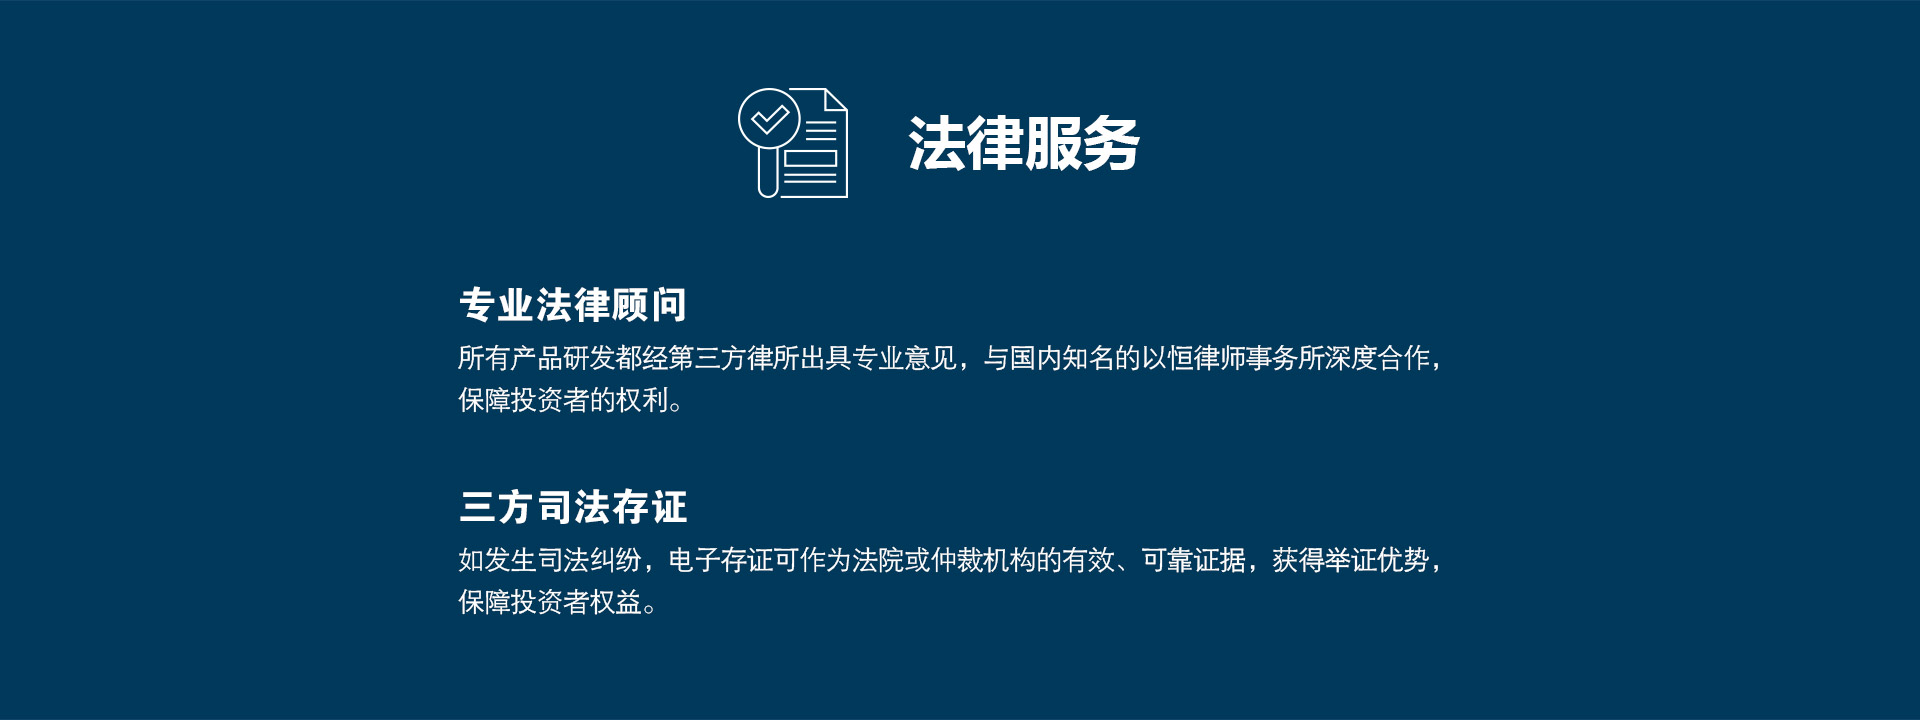 法律服务
专业法律顾问
所有产品研发都经第三方律所出具专业意见，与国内知名的以恒律师事务所深度合作，
保障投资者的权利。
三方司法存证
如发生司法纠纷，电子存证可作为法院或仲裁机构的有效、可靠证据，获得举证优势，
保障投资者权益。